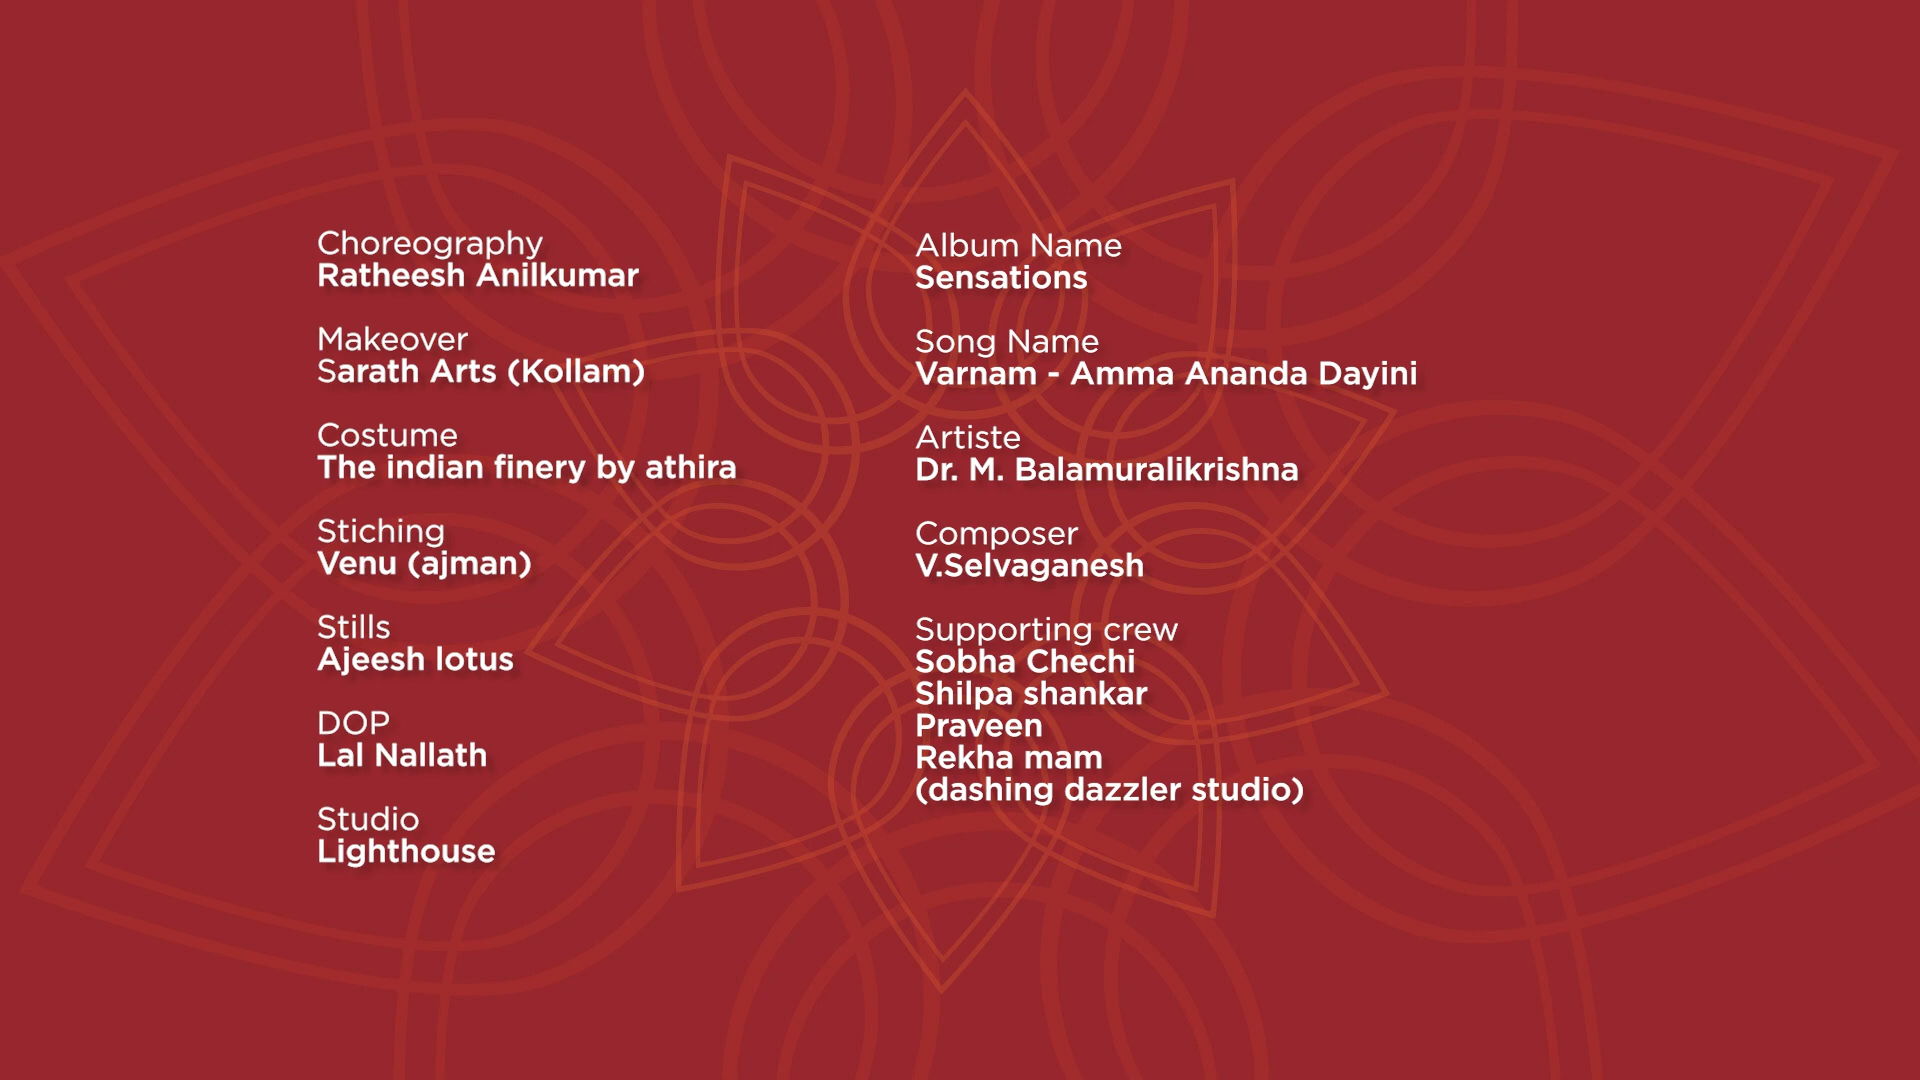 Choreography
Ratheesh Anilkumar
Makeover
Sarath Arts (Kollam)
Costume
The indian finery by athira
Stiching
Venu (ajman)
Stills
Ajeesh lotus
DOP
Lal Nallath
Studio
Lighthouse
Album Name
Sensations
Song Name
Varnam - Amma Ananda Dayini
Artiste
Dr. M. Balamuralikrishna
Composer
V.Selvaganesh
Supporting crew
Sobha Chechi
Shilpa shankar
Praveen
Rekha mam
(dashing dazzler studio)